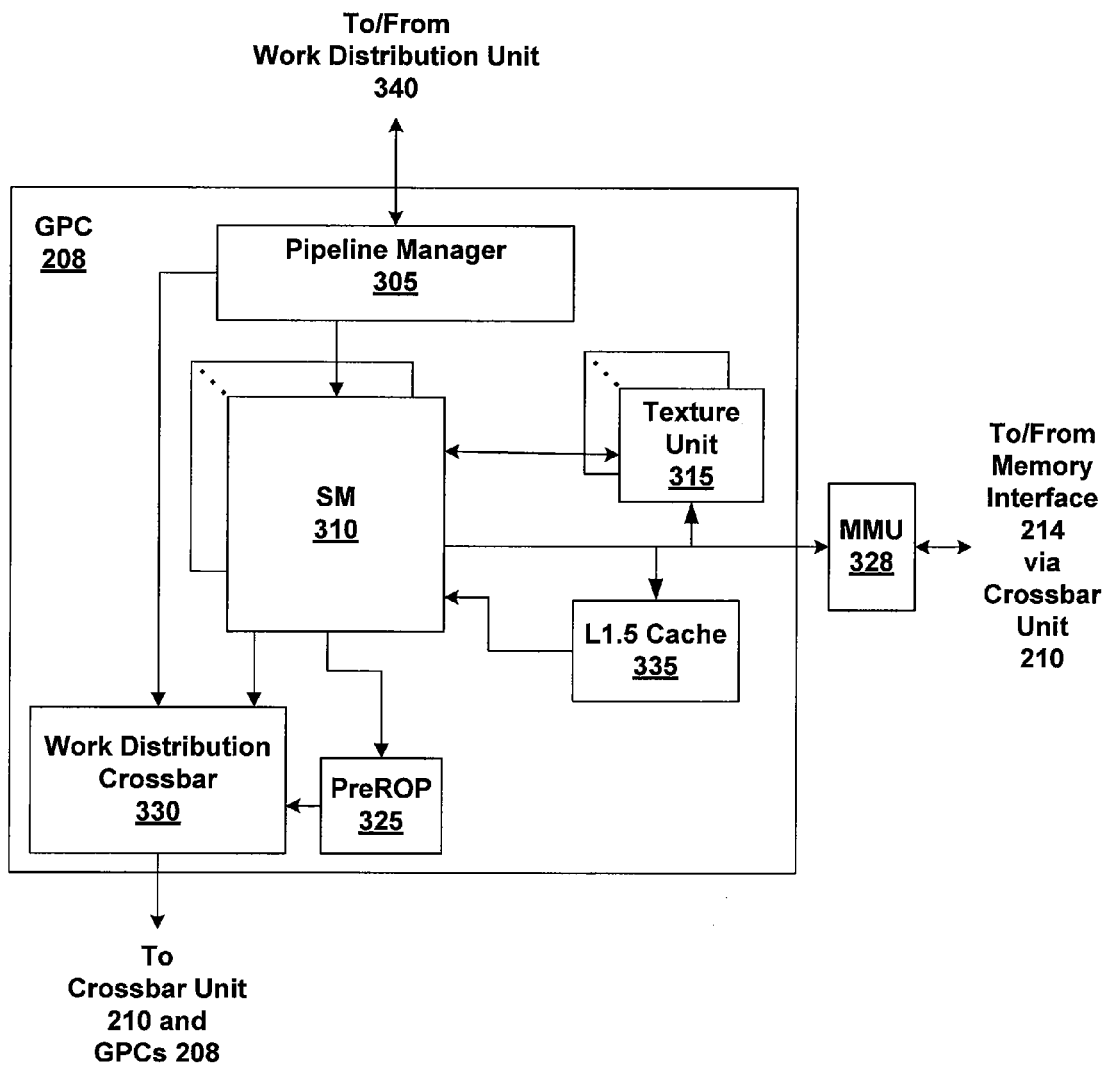 To/From
Work Distribution Unit
340
GPC
208
Pipeline Manager
305
Texture
Unit
315
SM
310
To/From
Memory
Interface
214
via
Crossbar
Unit
210
MMU
328
L1.5 Cache
335
Work Distribution
Crossbar
330
PreROP
325
To
Crossbar Unit
210 and
GPCs 208